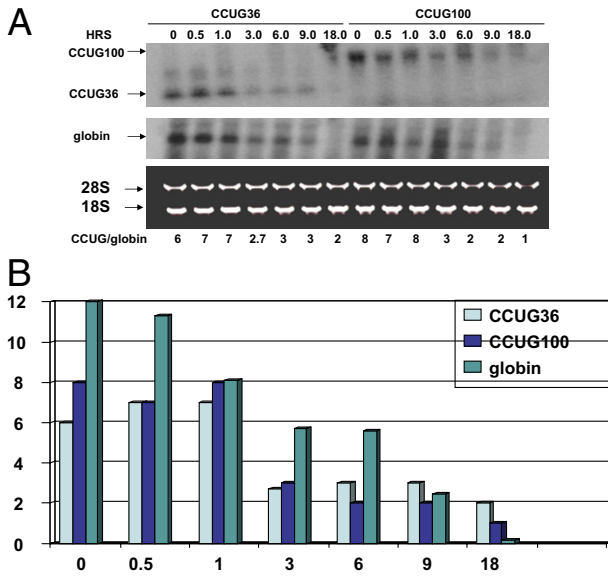 A
CCUG36 CCUG100
HRS 0 0.5 1.0 3.0 6.0 9.0 18.0 0 0.5 1.0 3.0 6.0 9.0 18.0
CCUG100
CCUG36
globin
28S
18S
CCUG/globin 6 7 7 2.7 3 3 2 8 7 8 3 2 2 1
B
12
10
8
6
4
2
0
CCUG36
CCUG100
globin
0 0.5 1 3 6 9 18